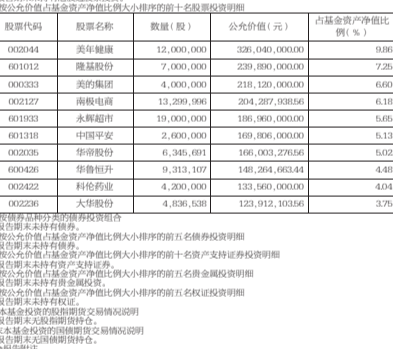 按公允价值占基金资产净值比例大小排序的前十名股票投资明细
股票代码 股票名称 数量(股) 公允价值(元) 占基金资产净值比例(%)
002044 美年健康 12,000,000 326,040,000.00 9.86
601012 隆基股份 7,000,000 239,890,000.00 7.25
000333 美的集团 4,000,000 218,120,000.00 6.60
002127 南极电商 13,299,996 204,287,938.56 6.18
601933 永辉超市 19,000,000 186,960,000.00 5.65
601318 中国平安 2,600,000 169,806,000.00 5.13
002035 华帝股份 6,345,691 166,003,276.56 5.02
600426 华鲁恒升 9,313,107 148,264,663.44 4.48
002422 科伦药业 4,200,000 133,560,000.00 4.04
002236 大华股份 4,836,538 123,912,103.56 3.75
按债券品种分类的债券投资组合
报告期末未持有债券。
按公允价值占基金资产净值比例大小排序的前五名债券投资明细
报告期末未持有债券。
按公允价值占基金资产净值比例大小排序的前十名资产支持证券投资明细
报告期末未持有资产支持证券。
按公允价值占基金资产净值比例大小排序的前五名贵金属投资明细
报告期末未持有贵金属投资。
按公允价值占基金资产净值比例大小排序的前五名权证投资明细
报告期末未持有权证。
本基金投资的股指期货交易情况说明
报告期末无股指期货持仓。
末本基金投资的国债期货交易情况说明
报告期末无国债期货持仓。